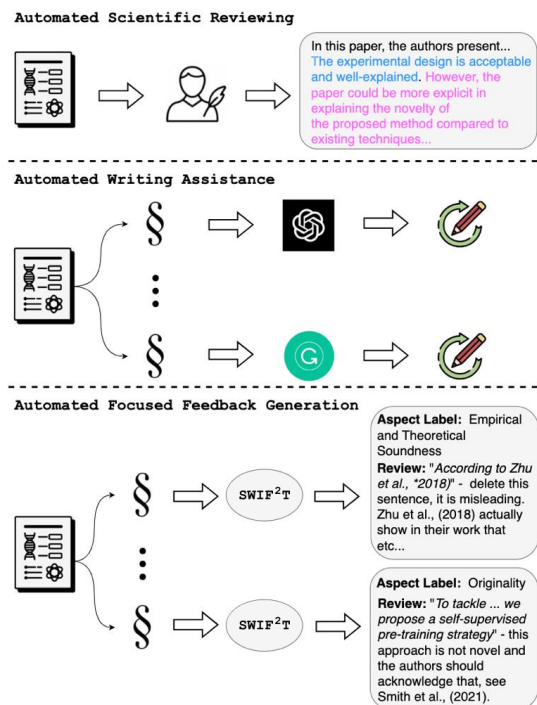 Automated Scientific Reviewing
In this paper, the authors present...
The experimental design is acceptable
and well-explained. However, the
paper could be more explicit in
explaining the novelty of
the proposed method compared to
existing techniques...
Automated Writing Assistance
§
§
G
Automated Focused Feedback Generation
Aspect Label: Empirical
and Theoretical
Soundness
Review: "According to Zhu
et al., *2018)" - delete this
sentence, it is misleading.
Zhu et al., (2018) actually
show in their work that
etc...
§
SWIF²T
Aspect Label: Originality
Review: "To tackle ... we
propose a self-supervised
pre-training strategy" - this
approach is not novel and
the authors should
acknowledge that, see
Smith et al., (2021).
§
SWIF²T